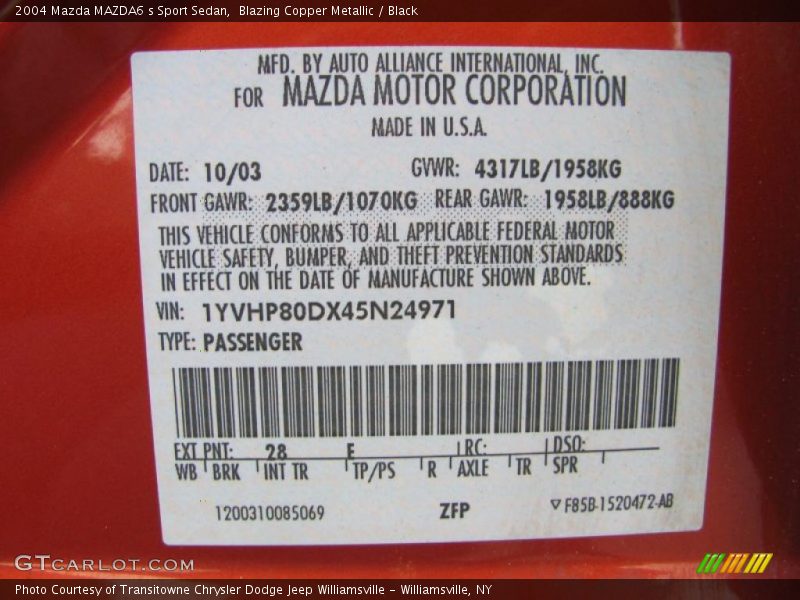 2004 Mazda MAZDA6 s Sport Sedan,  Blazing Copper Metallic / Black
MFD. BY AUTO ALLIANCE INTERNATIONAL, INC.
FOR MAZDA MOTOR CORPORATION
MADE IN U.S.A.
DATE: 10/03 GVWR: 4317LB/1958KG
FRONT GAWR: 2359LB/1070KG REAR GAWR: 1958LB/888KG
THIS VEHICLE CONFORMS TO ALL APPLICABLE FEDERAL MOTOR
VEHICLE SAFETY, BUMPER, AND THEFT PREVENTION STANDARDS
IN EFFECT ON THE DATE OF MANUFACTURE SHOWN ABOVE.
VIN: 1YVHP80DX45N24971
TYPE: PASSENGER
EXT PNT: 28 E RC: DSO:
WB BRK INT TR TP/PS R AXLE TR SPR
1200310085069 ZFP ▽F85B-1520472-AB
GTCARLOT.COM
Photo Courtesy of Transitowne Chrysler Dodge Jeep Williamsville - Williamsville, NY